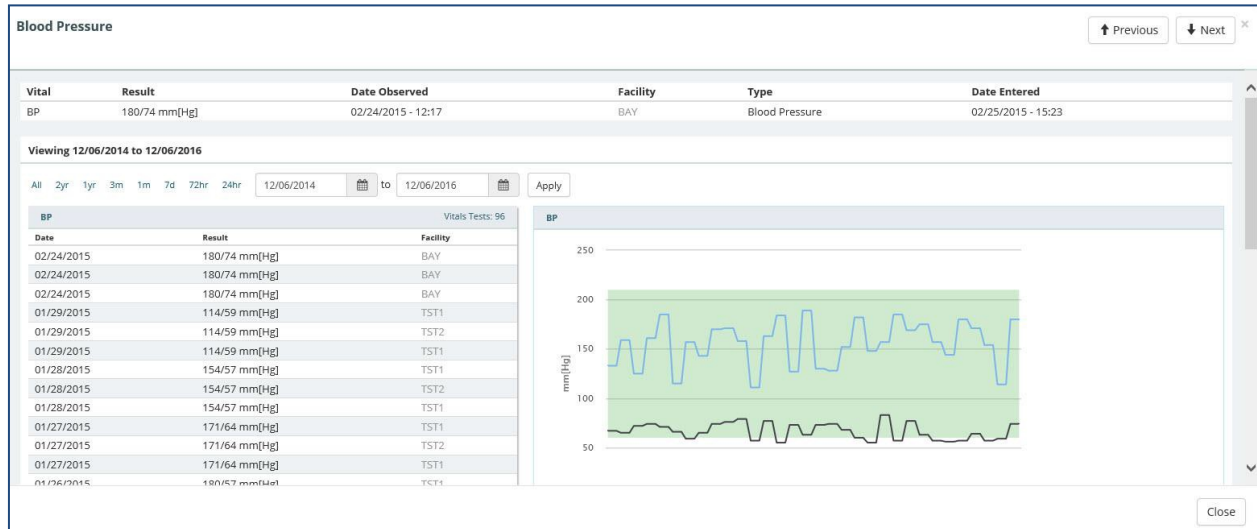 Blood Pressure
Previous
Next
×
Vital Result Date Observed Facility Type Date Entered
BP 180/74 mm[Hg] 02/24/2015 - 12:17 BAY Blood Pressure 02/25/2015 - 15:23
Viewing 12/06/2014 to 12/06/2016
All 2yr 1yr 3m 1m 7d 72hr 24hr 12/06/2014 to 12/06/2016 Apply
BP Vitals Tests: 96
Date Result Facility
02/24/2015 180/74 mm[Hg] BAY
02/24/2015 180/74 mm[Hg] BAY
02/24/2015 180/74 mm[Hg] BAY
01/29/2015 114/59 mm[Hg] TST1
01/29/2015 114/59 mm[Hg] TST2
01/29/2015 114/59 mm[Hg] TST1
01/28/2015 154/57 mm[Hg] TST1
01/28/2015 154/57 mm[Hg] TST2
01/28/2015 154/57 mm[Hg] TST1
01/27/2015 171/64 mm[Hg] TST1
01/27/2015 171/64 mm[Hg] TST2
01/27/2015 171/64 mm[Hg] TST1
01/26/2015 180/57 mm[Hg] TST1
BP
250
200
150
100
50
mm[Hg]
Close